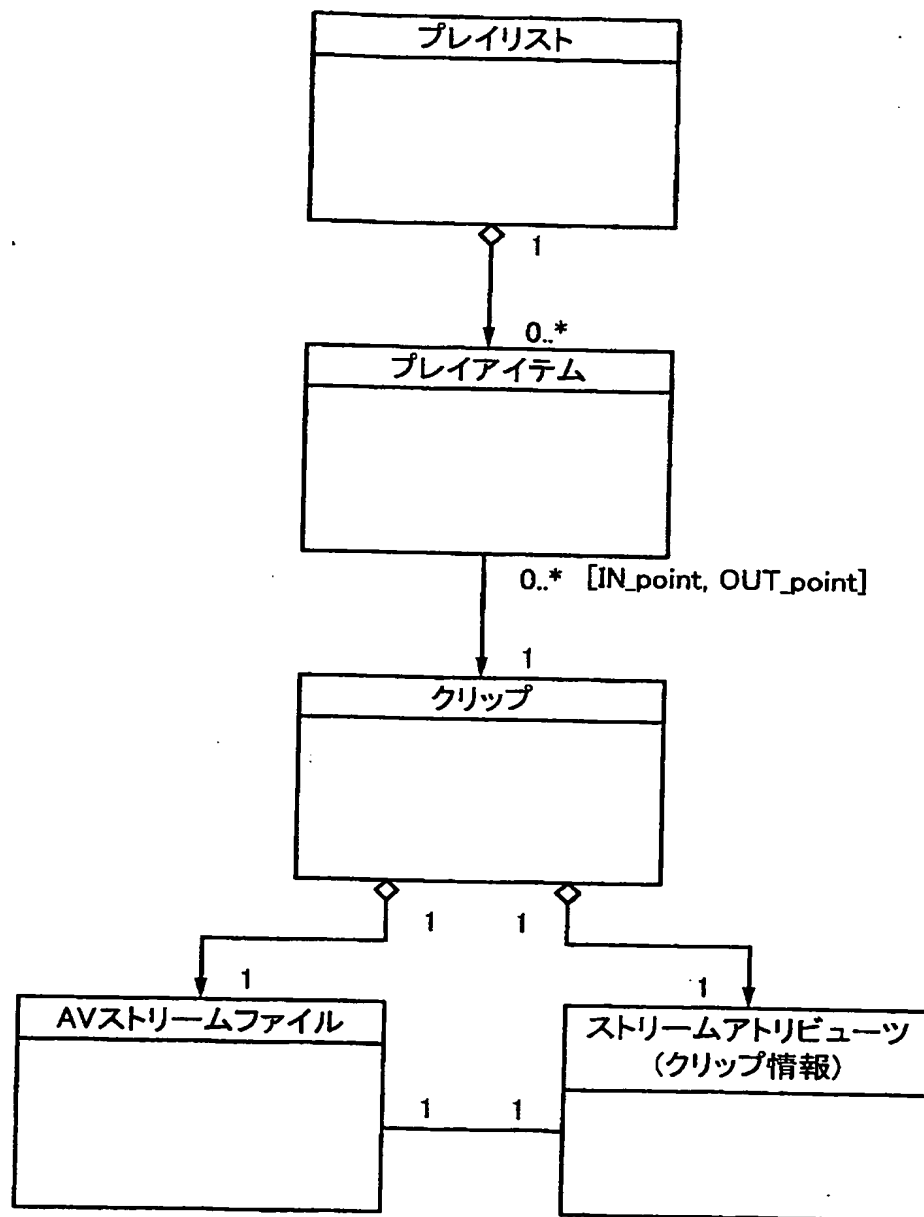 プレイリスト
1
0..*
プレイアイテム
0..* [IN_point, OUT_point]
1
クリップ
1 1
1 1
AVストリームファイル
ストリームアトリビューツ
(クリップ情報)
1 1